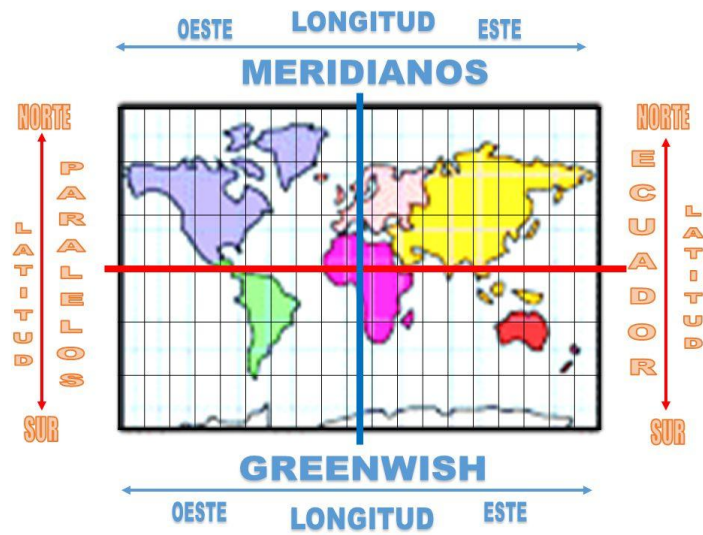 LONGITUD
OESTE
ESTE
MERIDIANOS
NORTE
NORTE
PARALELOS
LATITUD
ECUADOR
LATITUD
SUR
SUR
GREENWISH
OESTE
LONGITUD
ESTE